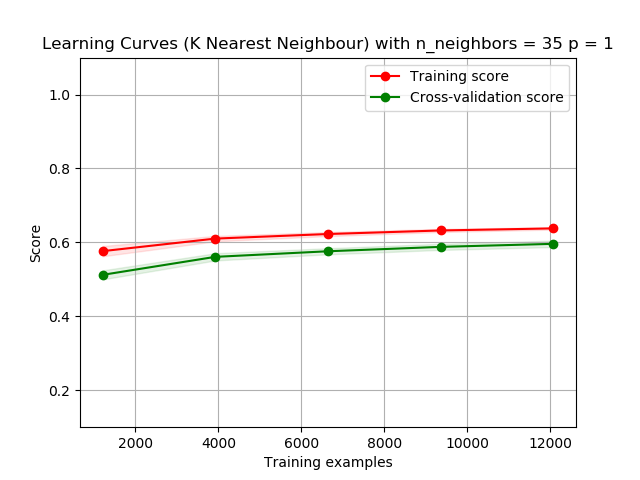 Learning Curves (K Nearest Neighbour) with n_neighbors = 35 p = 1
Training score
Cross-validation score
1.0
0.8
0.6
0.4
0.2
Score
2000 4000 6000 8000 10000 12000
Training examples